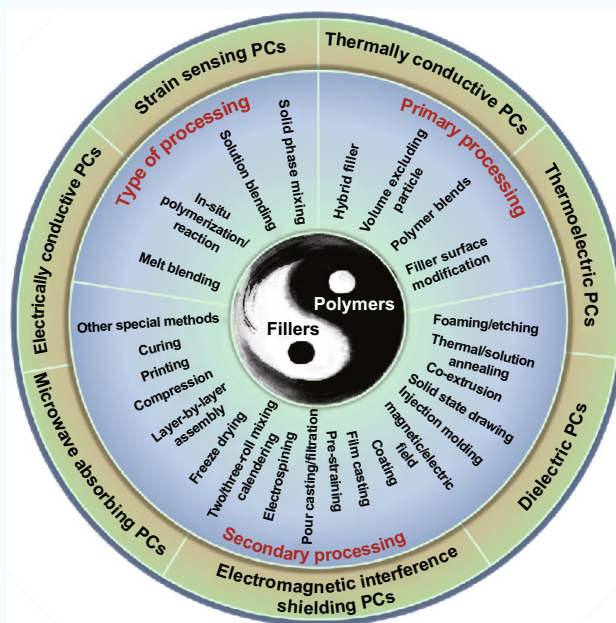 Strain sensing PCs
Thermally conductive PCs
Thermoelectric PCs
Dielectric PCs
Electromagnetic interference
shielding PCs
Microwave absorbing PCs
Electrically conductive PCs
Type of processing
Melt blending
In-situ
polymerization/
reaction
Solution blending
Solid phase mixing
Primary processing
Hybrid filler
Volume excluding
particle
Polymer blends
Filler surface
modification
Polymers
Fillers
Foaming/etching
Thermal/solution
annealing
Co-extrusion
Solid state drawing
Injection molding
magnetic/electric
field
Coating
Film casting
Pre-straining
Pour casting/filtration
Electrospining
Two/three-roll mixing
calendering
Freeze drying
Layer-by-layer
assembly
Compression
Printing
Curing
Other special methods
Secondary processing